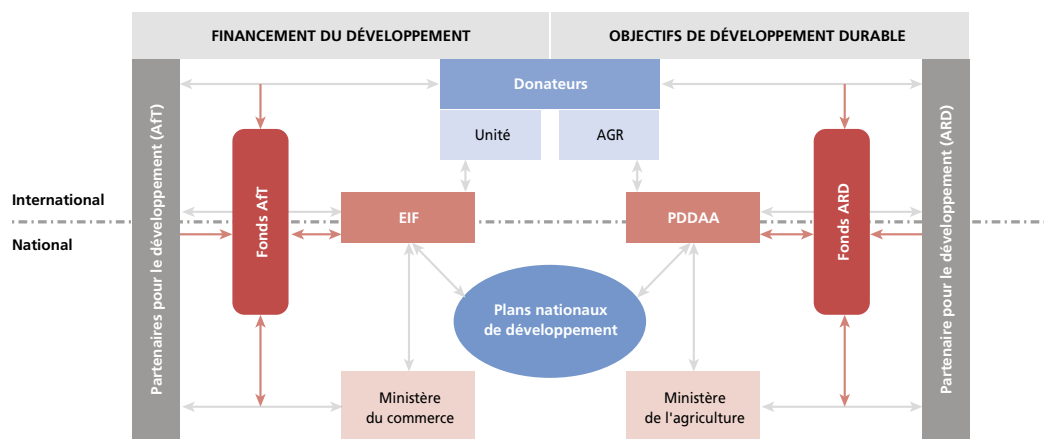 FINANCEMENT DU DÉVELOPPEMENT
OBJECTIFS DE DÉVELOPPEMENT DURABLE
Donateurs
Unité
AGR
Partenaires pour le développement (AfT)
Fonds AfT
EIF
PDDAA
Fonds ARD
Partenaire pour le développement (ARD)
International
National
Plans nationaux
de développement
Ministère
du commerce
Ministère
de l'agriculture